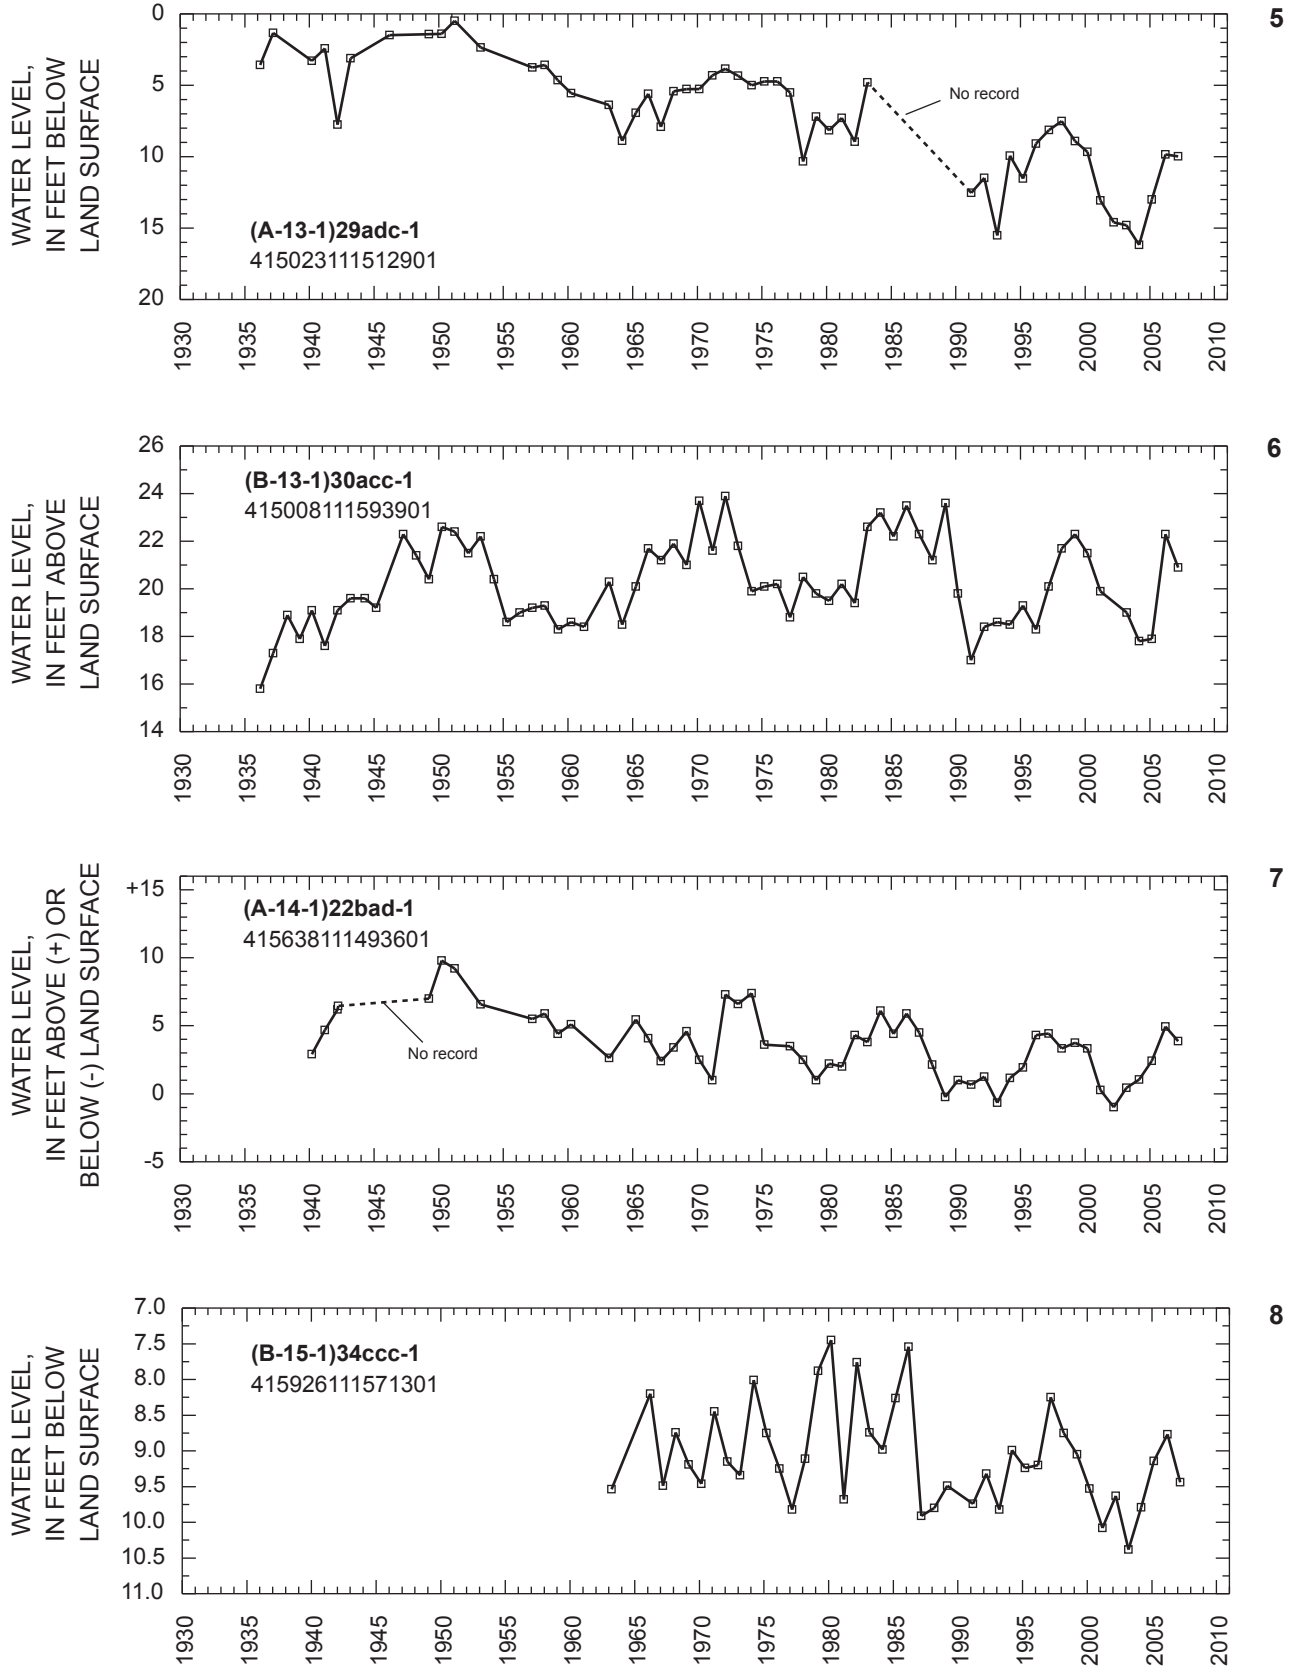 5
WATER LEVEL,
IN FEET BELOW
LAND SURFACE
0
5
10
15
20
No record
(A-13-1)29adc-1
415023111512901
1930 1935 1940 1945 1950 1955 1960 1965 1970 1975 1980 1985 1990 1995 2000 2005 2010
6
WATER LEVEL,
IN FEET ABOVE
LAND SURFACE
26
24
22
20
18
16
14
(B-13-1)30acc-1
415008111593901
1930 1935 1940 1945 1950 1955 1960 1965 1970 1975 1980 1985 1990 1995 2000 2005 2010
7
WATER LEVEL,
IN FEET ABOVE (+) OR
BELOW (-) LAND SURFACE
+15
10
5
0
-5
(A-14-1)22bad-1
415638111493601
No record
1930 1935 1940 1945 1950 1955 1960 1965 1970 1975 1980 1985 1990 1995 2000 2005 2010
8
WATER LEVEL,
IN FEET BELOW
LAND SURFACE
7.0
7.5
8.0
8.5
9.0
9.5
10.0
10.5
11.0
(B-15-1)34ccc-1
415926111571301
1930 1935 1940 1945 1950 1955 1960 1965 1970 1975 1980 1985 1990 1995 2000 2005 2010